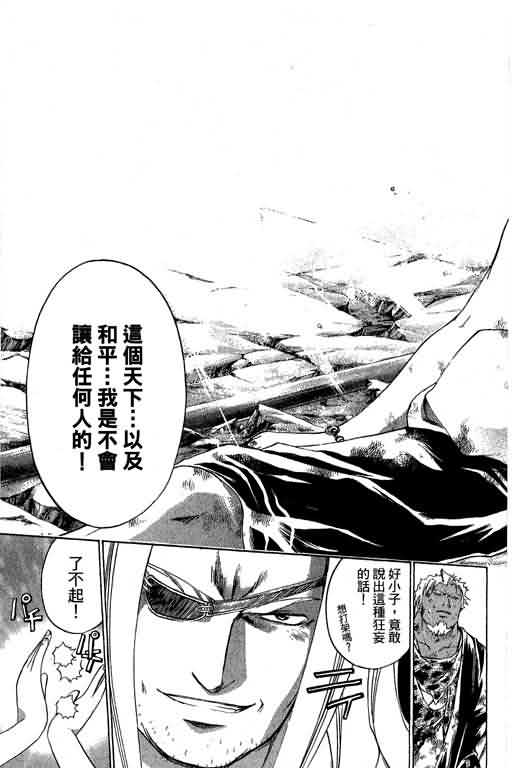 這個天下…以及
和平…我是不會
讓給任何人的！
好小子，竟敢
說出這種狂妄
的話！
想打架嗎？
了不起！
パチ
パチ